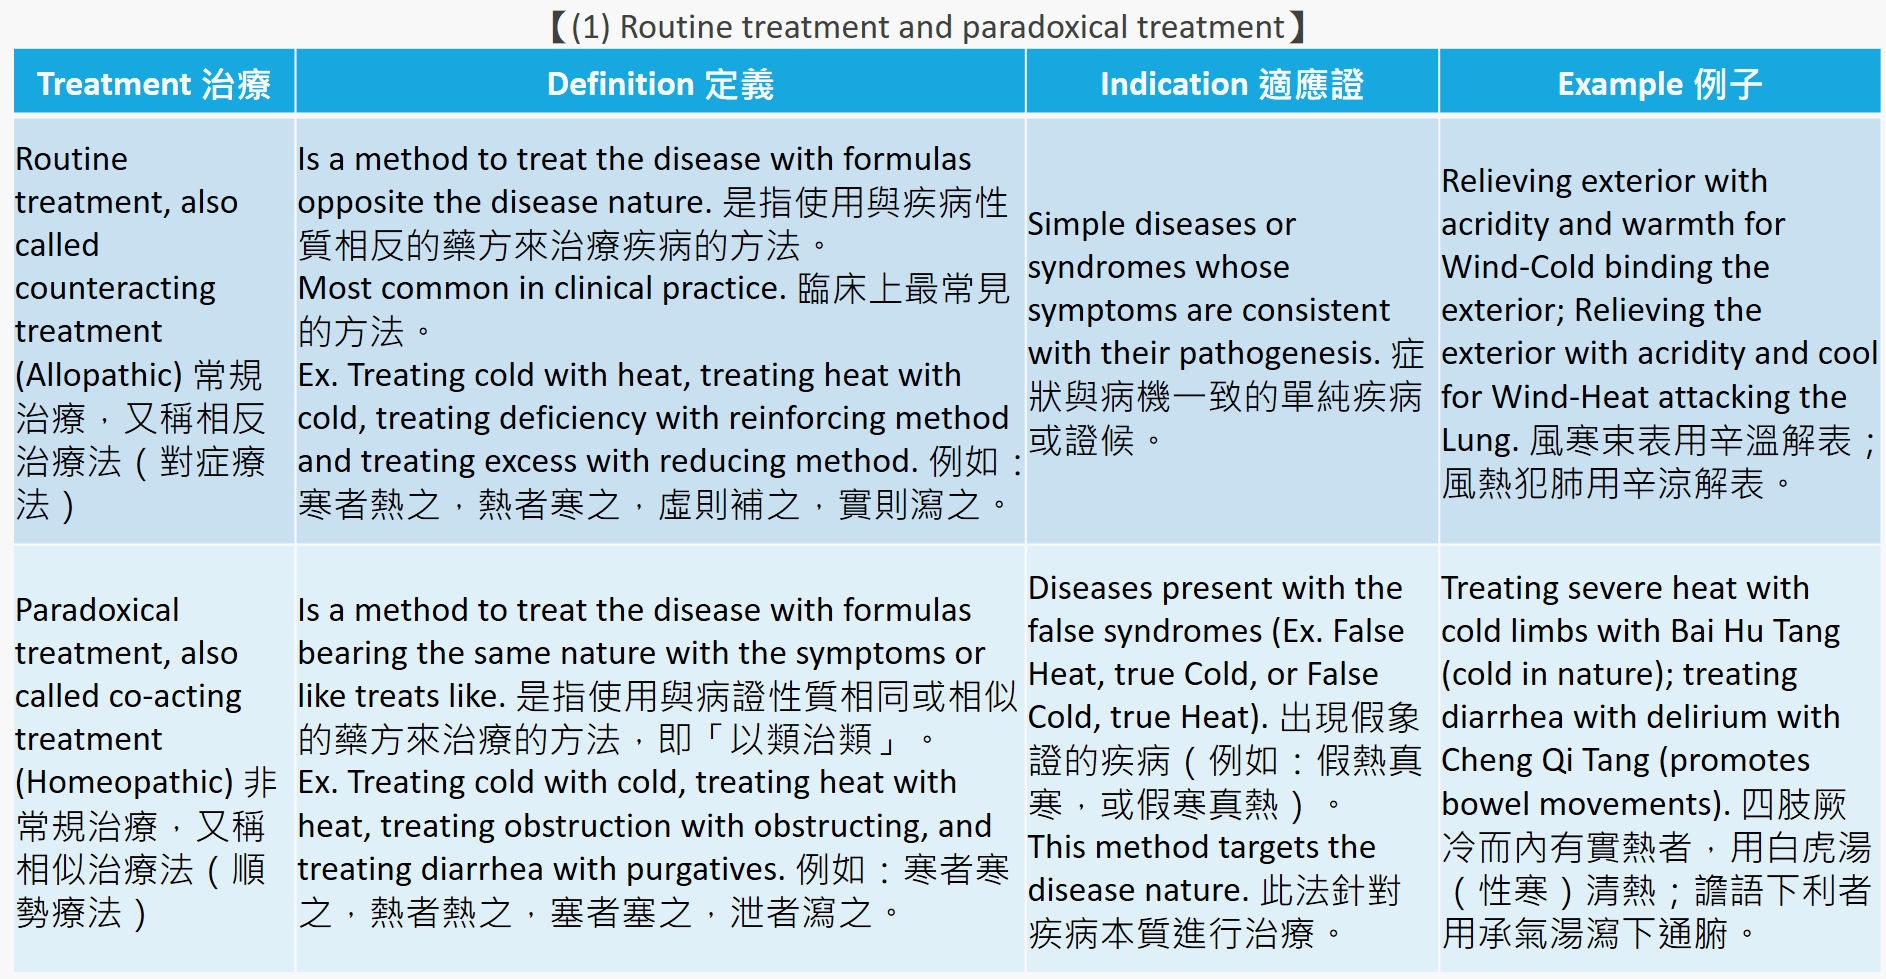 【(1) Routine treatment and paradoxical treatment】
Treatment 治療
Definition 定義
Indication 適應證
Example 例子
Routine
treatment, also
called
counteracting
treatment
(Allopathic) 常規
治療，又稱相反
治療法（對症療
法）
Is a method to treat the disease with formulas
opposite the disease nature. 是指使用與疾病性
質相反的藥方來治療疾病的方法。
Most common in clinical practice. 臨床上最常見
的方法。
Ex. Treating cold with heat, treating heat with
cold, treating deficiency with reinforcing method
and treating excess with reducing method. 例如：
寒者熱之，熱者寒之，虛則補之，實則瀉之。
Simple diseases or
syndromes whose
symptoms are consistent
with their pathogenesis. 症
狀與病機一致的單純疾病
或證候。
Relieving exterior with
acridity and warmth for
Wind-Cold binding the
exterior; Relieving the
exterior with acridity and cool
for Wind-Heat attacking the
Lung. 風寒束表用辛溫解表；
風熱犯肺用辛涼解表。
Paradoxical
treatment, also
called co-acting
treatment
(Homeopathic) 非
常規治療，又稱
相似治療法（順
勢療法）
Is a method to treat the disease with formulas
bearing the same nature with the symptoms or
like treats like. 是指使用與病證性質相同或相似
的藥方來治療的方法，即「以類治類」。
Ex. Treating cold with cold, treating heat with
heat, treating obstruction with obstructing, and
treating diarrhea with purgatives. 例如：寒者寒
之，熱者熱之，塞者塞之，泄者瀉之。
Diseases present with the
false syndromes (Ex. False
Heat, true Cold, or False
Cold, true Heat). 出現假象
證的疾病（例如：假熱真
寒，或假寒真熱）。
This method targets the
disease nature. 此法針對
疾病本質進行治療。
Treating severe heat with
cold limbs with Bai Hu Tang
(cold in nature); treating
diarrhea with delirium with
Cheng Qi Tang (promotes
bowel movements). 四肢厥
冷而內有實熱者，用白虎湯
（性寒）清熱；譫語下利者
用承氣湯瀉下通腑。